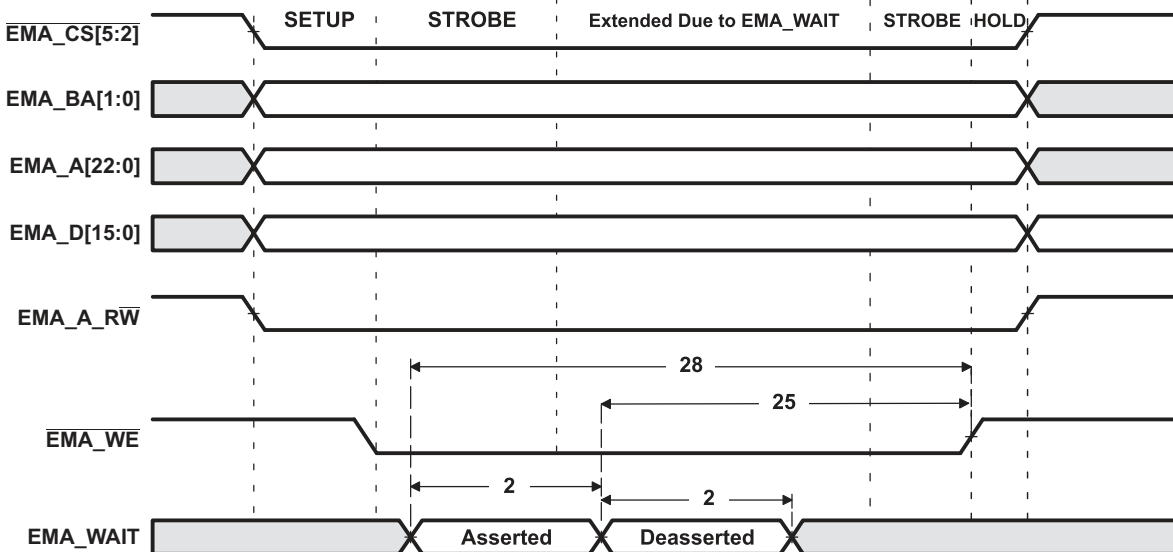 SETUP STROBE Extended Due to EMA_WAIT STROBE HOLD
EMA_CS[5:2]
EMA_BA[1:0]
EMA_A[22:0]
EMA_D[15:0]
EMA_A_RW
28
25
EMA_WE
2
2
EMA_WAIT Asserted Deasserted